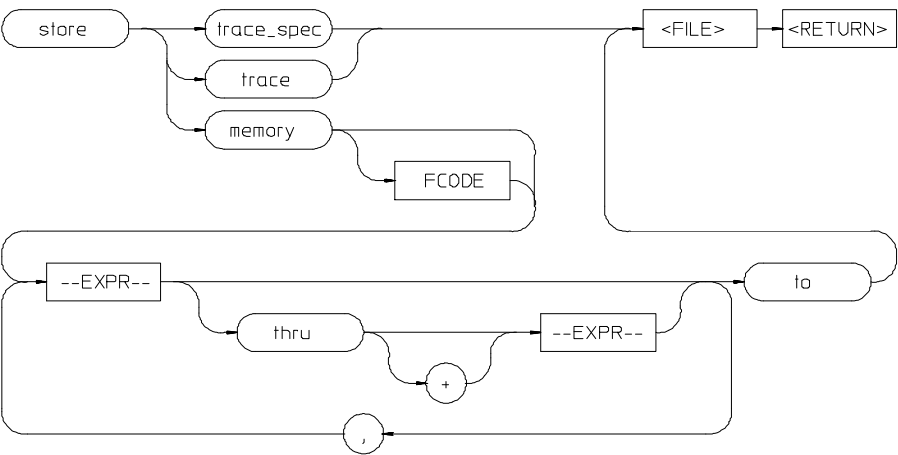 store
trace_spec
<FILE>
<RETURN>
trace
memory
FCODE
--EXPR--
to
thru
--EXPR--
+
,